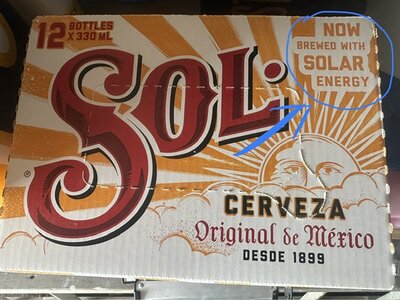 12 BOTTLES
X 330 ML
NOW
BREWED WITH
SOLAR
ENERGY
SOL
®
CERVEZA
Original de México
DESDE 1899